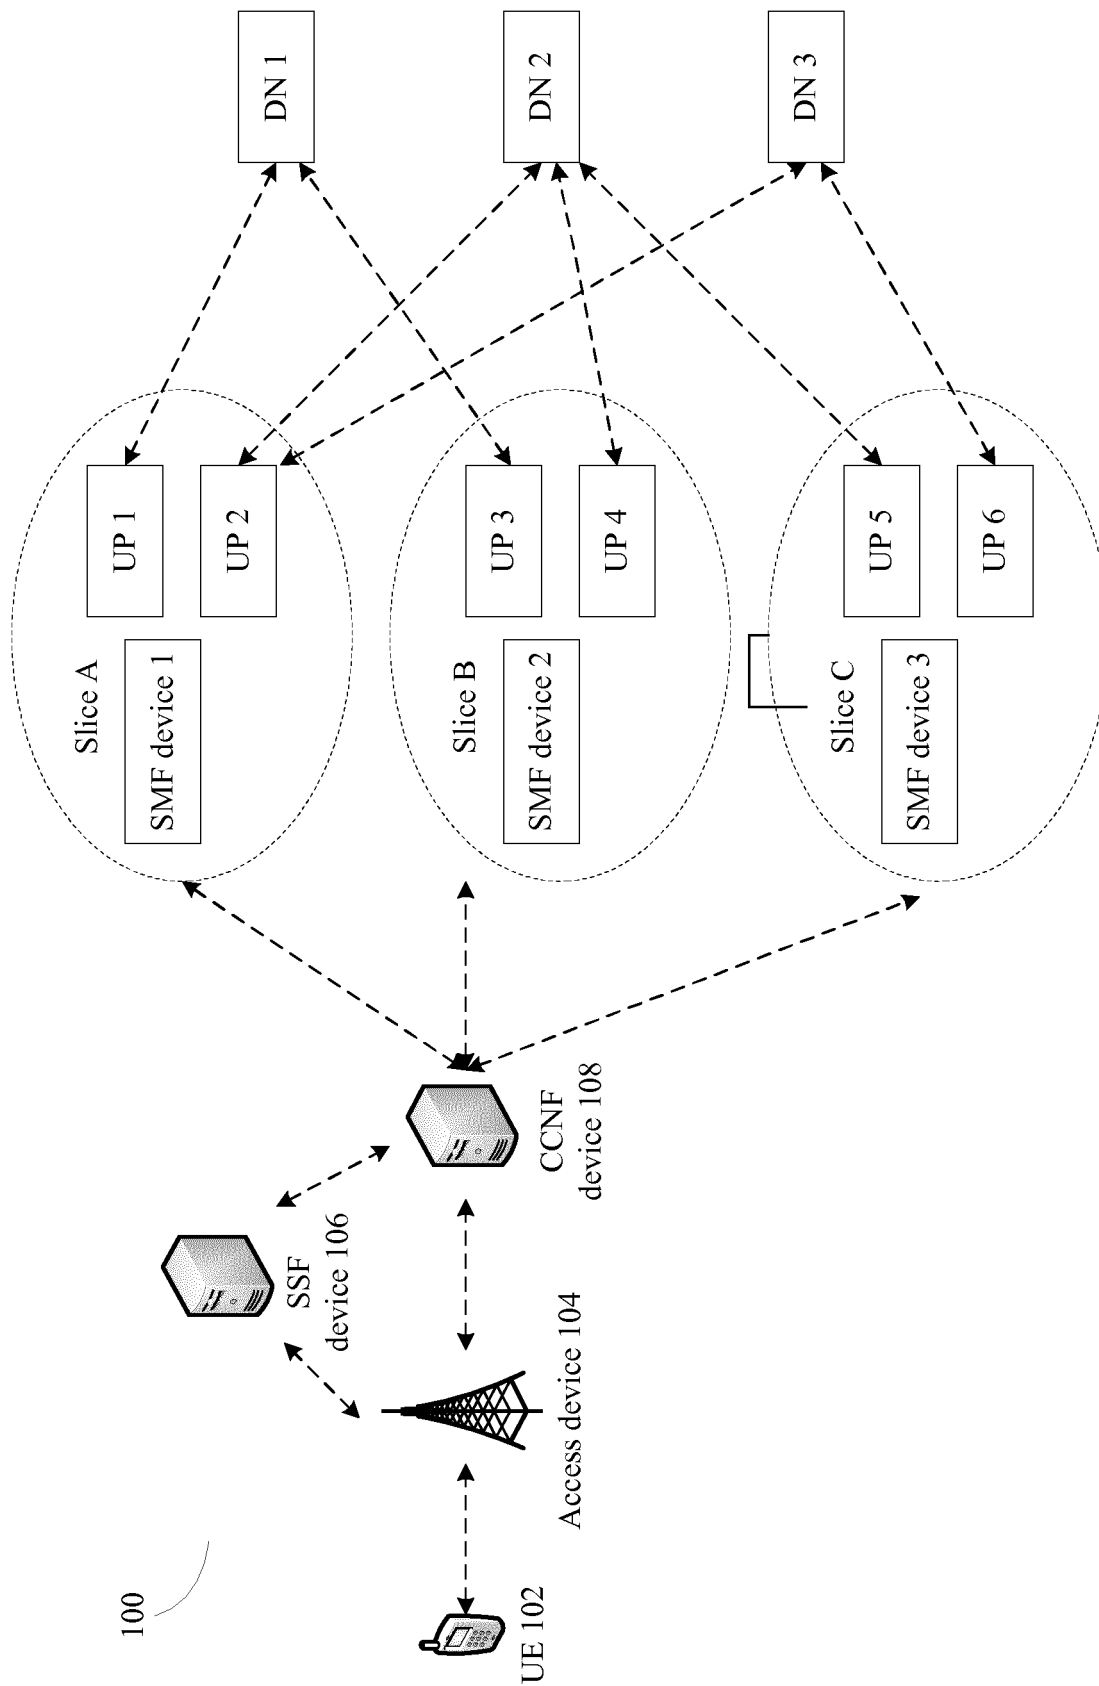 100
UE 102
Access device 104
SSF
device 106
CCNF
device 108
Slice A
SMF device 1
UP 1
UP 2
Slice B
SMF device 2
UP 3
UP 4
Slice C
SMF device 3
UP 5
UP 6
DN 1
DN 2
DN 3